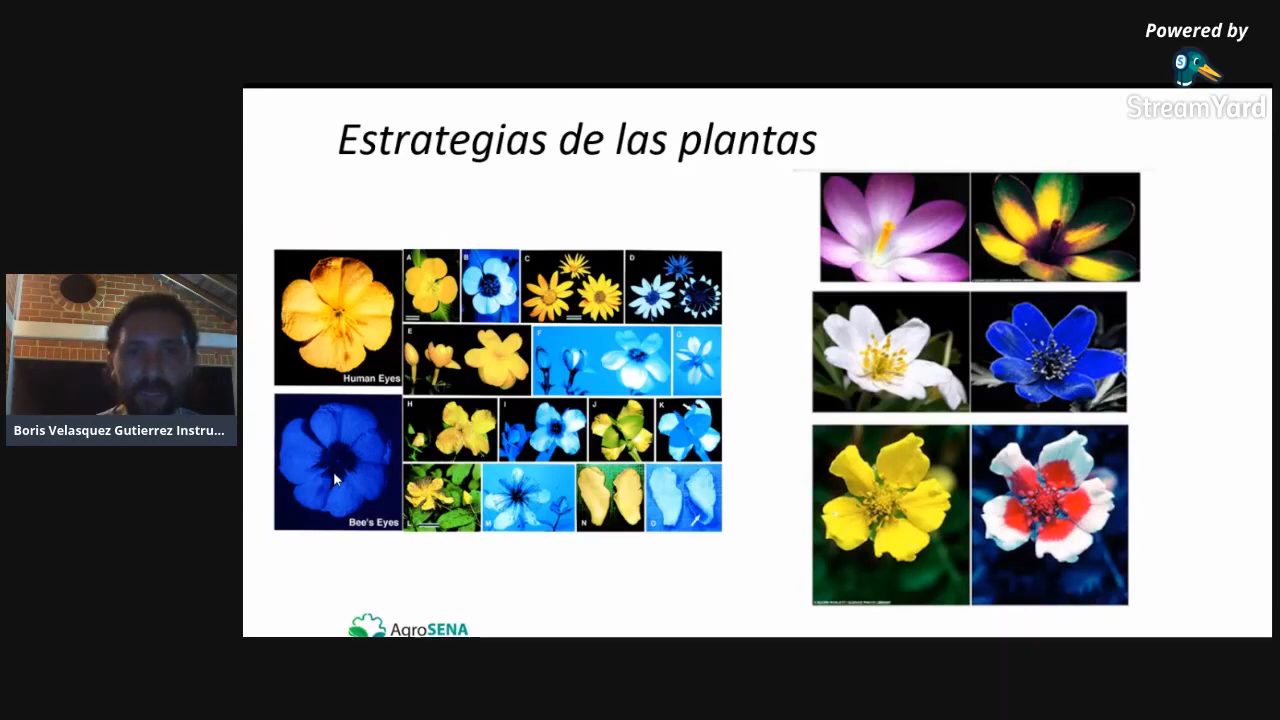 Powered by
StreamYard
Estrategias de las plantas
Human Eyes
Bee's Eyes
A
B
C
D
E
F
G
H
I
J
K
L
M
N
O
AgroSENA
Boris Velasquez Gutierrez Instru...